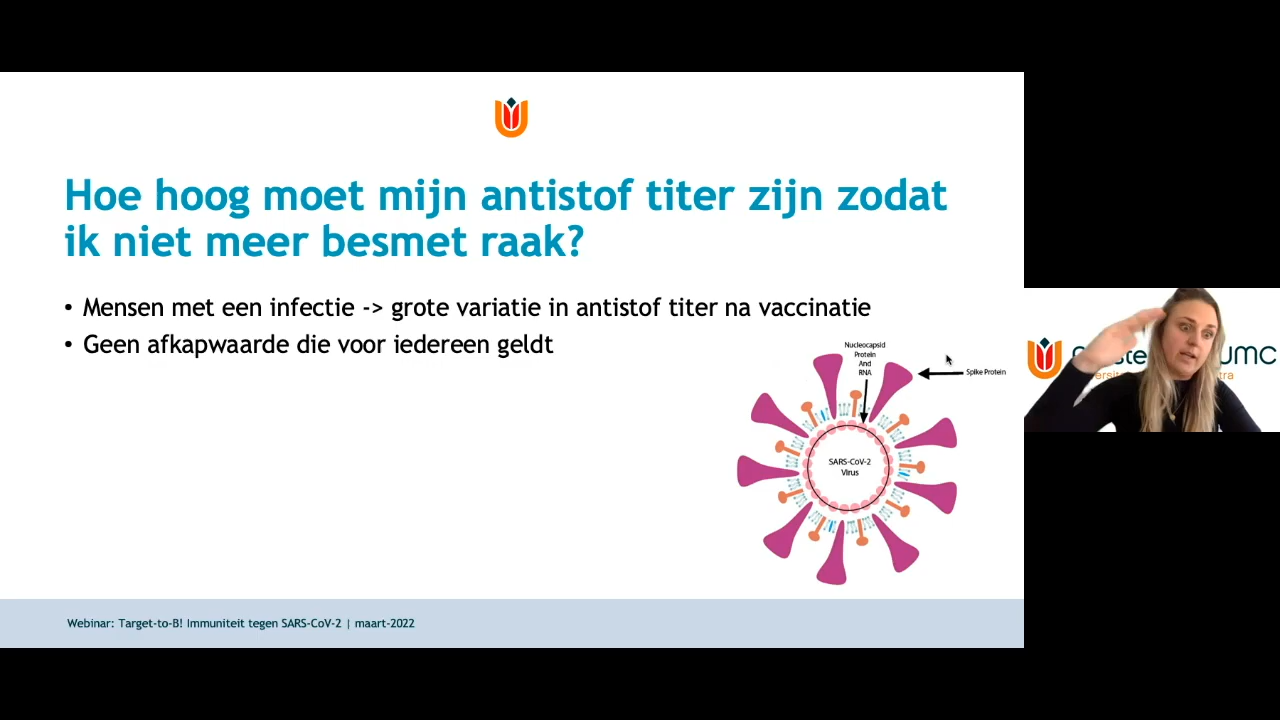 Hoe hoog moet mijn antistof titer zijn zodat
ik niet meer besmet raak?
• Mensen met een infectie -> grote variatie in antistof titer na vaccinatie
• Geen afkapwaarde die voor iedereen geldt
Nucleocapsid
Protein
And
RNA
Spike Protein
SARS-CoV-2
Virus
UMC
Webinar: Target-to-B! Immuniteit tegen SARS-CoV-2 | maart-2022